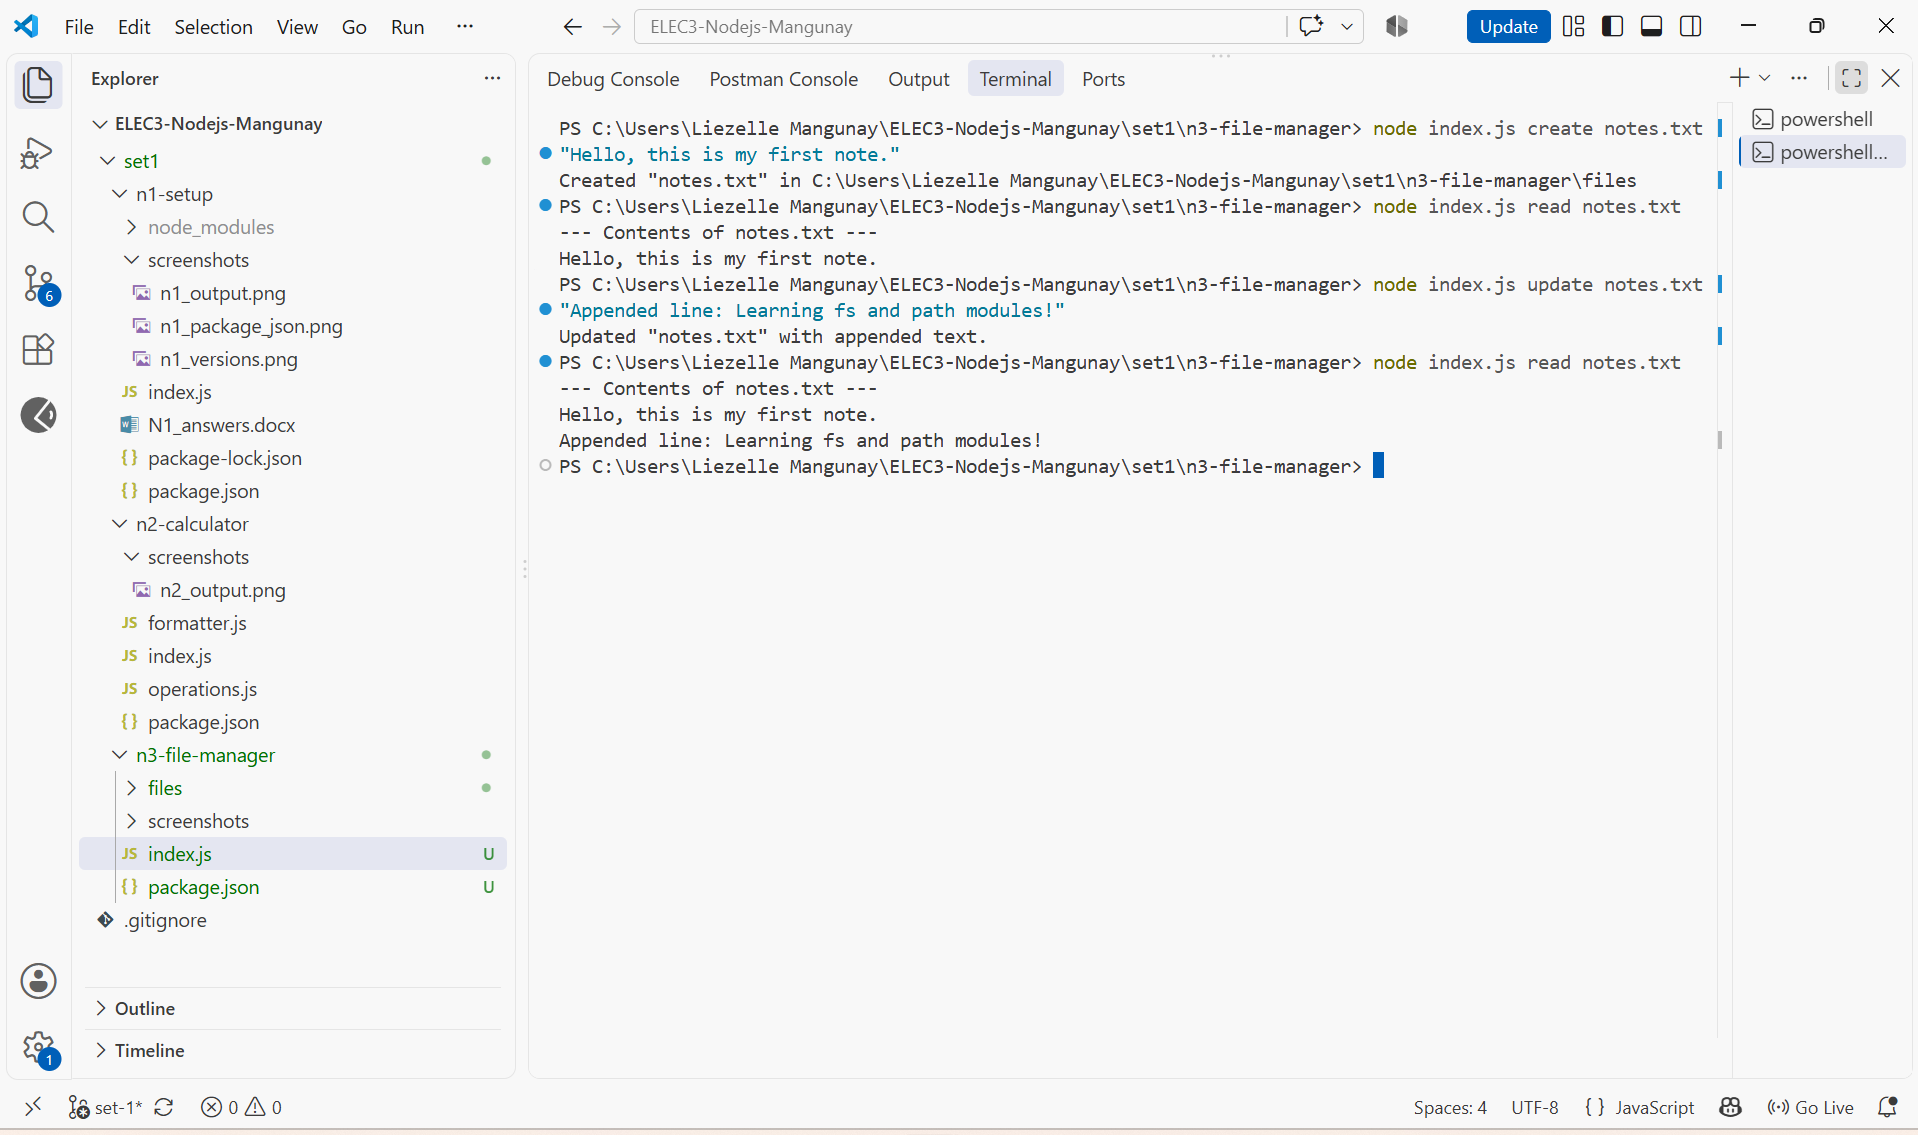 File Edit Selection View Go Run ···
ELEC3-Nodejs-Mangunay
Update
Explorer
ELEC3-Nodejs-Mangunay
set1
n1-setup
node_modules
screenshots
n1_output.png
n1_package_json.png
n1_versions.png
JS index.js
N1_answers.docx
{} package-lock.json
{} package.json
n2-calculator
screenshots
n2_output.png
JS formatter.js
JS index.js
JS operations.js
{} package.json
n3-file-manager
files
screenshots
JS index.js U
{} package.json U
.gitignore
Outline
Timeline
6
1
Debug Console Postman Console Output Terminal Ports
PS C:\Users\Liezelle Mangunay\ELEC3-Nodejs-Mangunay\set1\n3-file-manager> node index.js create notes.txt
"Hello, this is my first note."
Created "notes.txt" in C:\Users\Liezelle Mangunay\ELEC3-Nodejs-Mangunay\set1\n3-file-manager\files
PS C:\Users\Liezelle Mangunay\ELEC3-Nodejs-Mangunay\set1\n3-file-manager> node index.js read notes.txt
--- Contents of notes.txt ---
Hello, this is my first note.
PS C:\Users\Liezelle Mangunay\ELEC3-Nodejs-Mangunay\set1\n3-file-manager> node index.js update notes.txt
"Appended line: Learning fs and path modules!"
Updated "notes.txt" with appended text.
PS C:\Users\Liezelle Mangunay\ELEC3-Nodejs-Mangunay\set1\n3-file-manager> node index.js read notes.txt
--- Contents of notes.txt ---
Hello, this is my first note.
Appended line: Learning fs and path modules!
PS C:\Users\Liezelle Mangunay\ELEC3-Nodejs-Mangunay\set1\n3-file-manager>
powershell
powershell...
set-1* 0 0
Spaces: 4 UTF-8 {} JavaScript Go Live